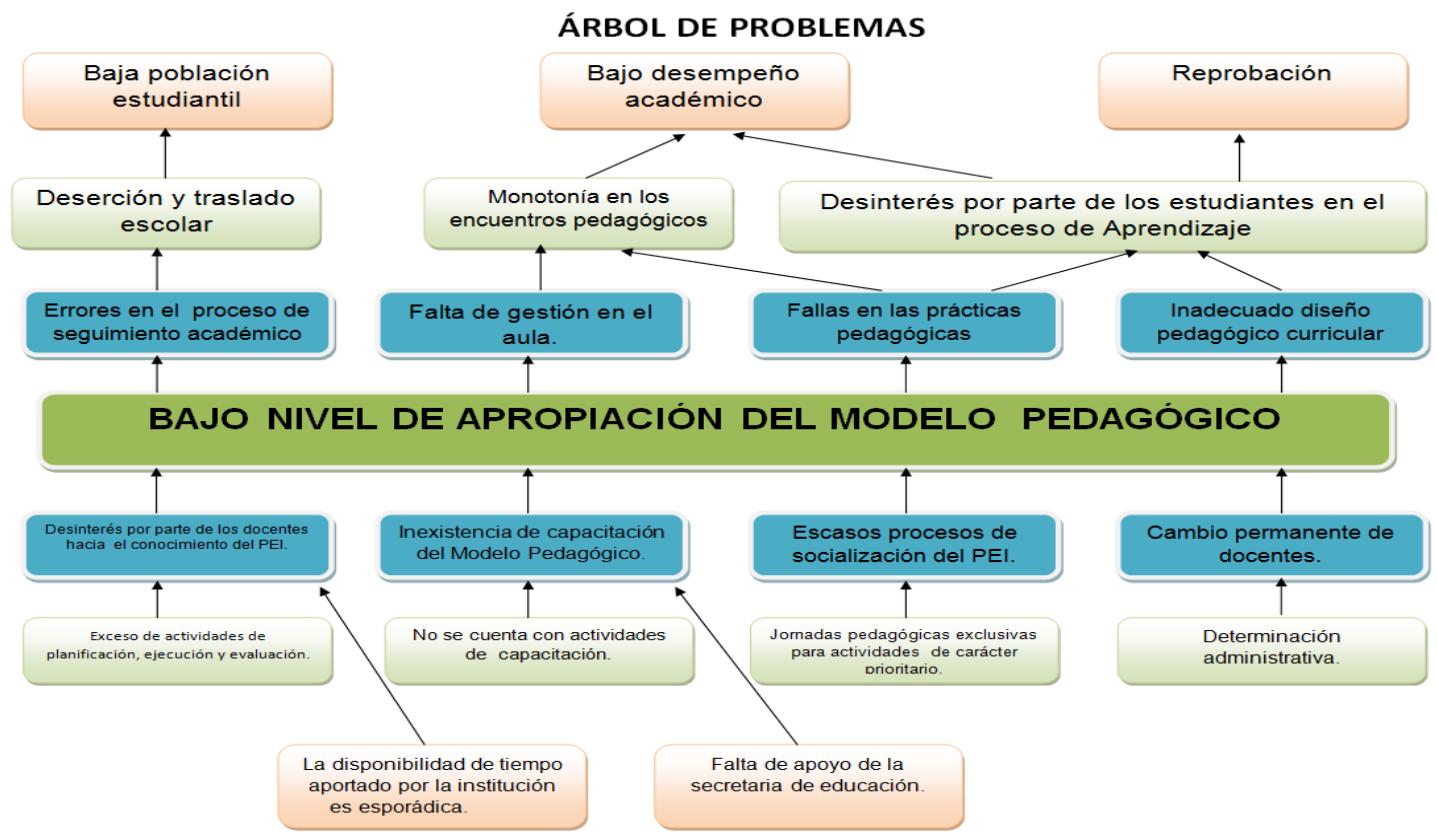 ÁRBOL DE PROBLEMAS
Baja población
estudiantil
Bajo desempeño
académico
Reprobación
Deserción y traslado
escolar
Monotonía en los
encuentros pedagógicos
Desinterés por parte de los estudiantes en el
proceso de Aprendizaje
Errores en el proceso de
seguimiento académico
Falta de gestión en el
aula.
Fallas en las prácticas
pedagógicas
Inadecuado diseño
pedagógico curricular
BAJO NIVEL DE APROPIACIÓN DEL MODELO PEDAGÓGICO
Desinterés por parte de los docentes
hacia el conocimiento del PEI.
Inexistencia de capacitación
del Modelo Pedagógico.
Escasos procesos de
socialización del PEI.
Cambio permanente de
docentes.
Exceso de actividades de
planificación, ejecución y evaluación.
No se cuenta con actividades
de capacitación.
Jornadas pedagógicas exclusivas
para actividades de carácter
prioritario.
Determinación
administrativa.
La disponibilidad de tiempo
aportado por la institución
es esporádica.
Falta de apoyo de la
secretaria de educación.